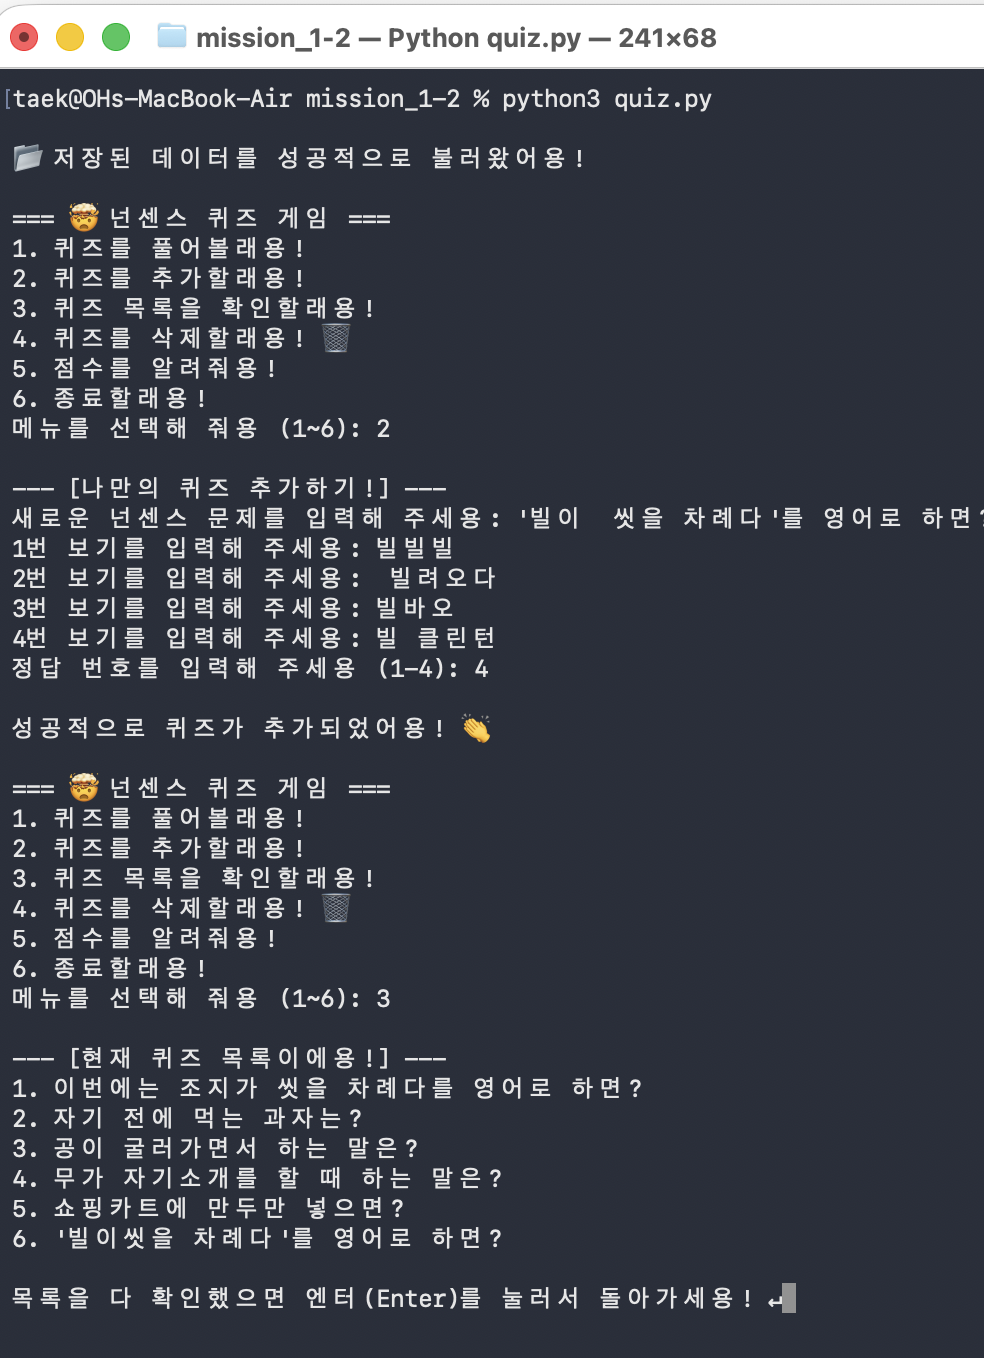 mission_1-2 — Python quiz.py — 241×68
[taek@OHs-MacBook-Air mission_1-2 % python3 quiz.py
📂 저장된 데이터를 성공적으로 불러왔어용!
=== 🤯 넌센스 퀴즈 게임 ===
1. 퀴즈를 풀어볼래용!
2. 퀴즈를 추가할래용!
3. 퀴즈 목록을 확인할래용!
4. 퀴즈를 삭제할래용! 🗑️
5. 점수를 알려줘용!
6. 종료할래용!
메뉴를 선택해 줘용 (1~6): 2
--- [나만의 퀴즈 추가하기!] ---
새로운 넌센스 문제를 입력해 주세용: '빌이  씻을 차례다'를 영어로 하면?
1번 보기를 입력해 주세용: 빌빌빌
2번 보기를 입력해 주세용:  빌려오다
3번 보기를 입력해 주세용: 빌바오
4번 보기를 입력해 주세용: 빌 클린턴
정답 번호를 입력해 주세용 (1-4): 4
성공적으로 퀴즈가 추가되었어용! 👏
=== 🤯 넌센스 퀴즈 게임 ===
1. 퀴즈를 풀어볼래용!
2. 퀴즈를 추가할래용!
3. 퀴즈 목록을 확인할래용!
4. 퀴즈를 삭제할래용! 🗑️
5. 점수를 알려줘용!
6. 종료할래용!
메뉴를 선택해 줘용 (1~6): 3
--- [현재 퀴즈 목록이에용!] ---
1. 이번에는 조지가 씻을 차례다를 영어로 하면?
2. 자기 전에 먹는 과자는?
3. 공이 굴러가면서 하는 말은?
4. 무가 자기소개를 할 때 하는 말은?
5. 쇼핑카트에 만두만 넣으면?
6. '빌이씻을 차례다'를 영어로 하면?
목록을 다 확인했으면 엔터(Enter)를 눌러서 돌아가세용! ↵